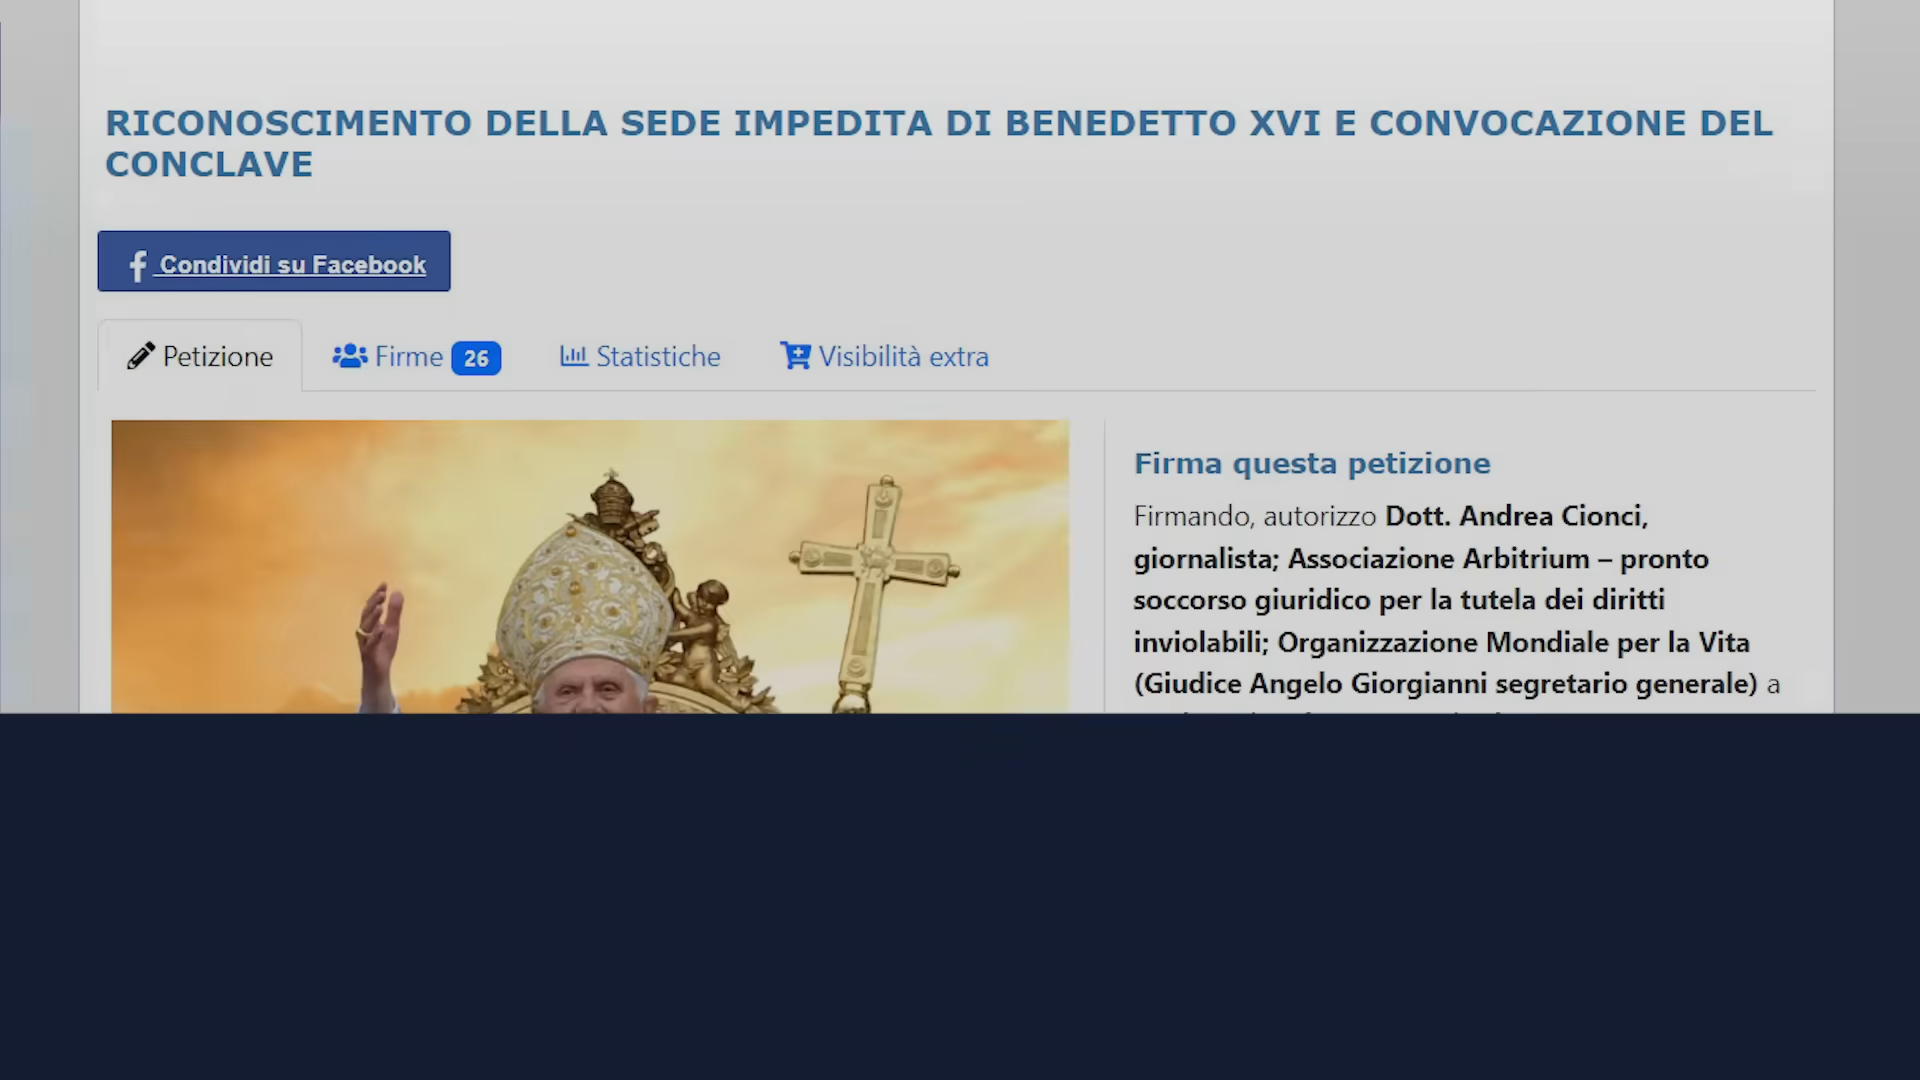 RICONOSCIMENTO DELLA SEDE IMPEDITA DI BENEDETTO XVI E CONVOCAZIONE DEL
CONCLAVE
Condividi su Facebook
Petizione
Firme 26
Statistiche
Visibilità extra
Firma questa petizione
Firmando, autorizzo Dott. Andrea Cionci,
giornalista; Associazione Arbitrium – pronto
soccorso giuridico per la tutela dei diritti
inviolabili; Organizzazione Mondiale per la Vita
(Giudice Angelo Giorgianni segretario generale) a